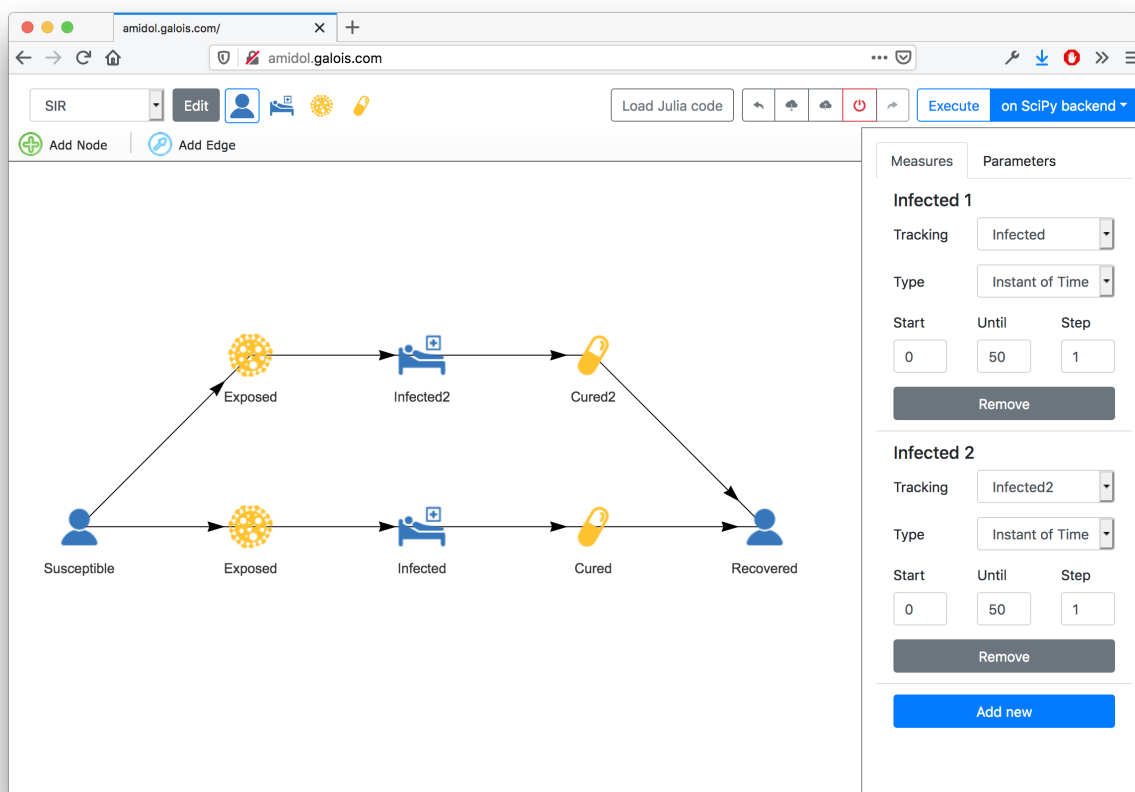 amidol.galois.com/
amidol.galois.com
SIR Edit Load Julia code Execute on SciPy backend
Add Node Add Edge
Measures Parameters
Infected 1
Tracking Infected
Type Instant of Time
Start Until Step
0 50 1
Remove
Infected 2
Tracking Infected2
Type Instant of Time
Start Until Step
0 50 1
Remove
Add new
Exposed Infected2 Cured2
Susceptible Exposed Infected Cured Recovered